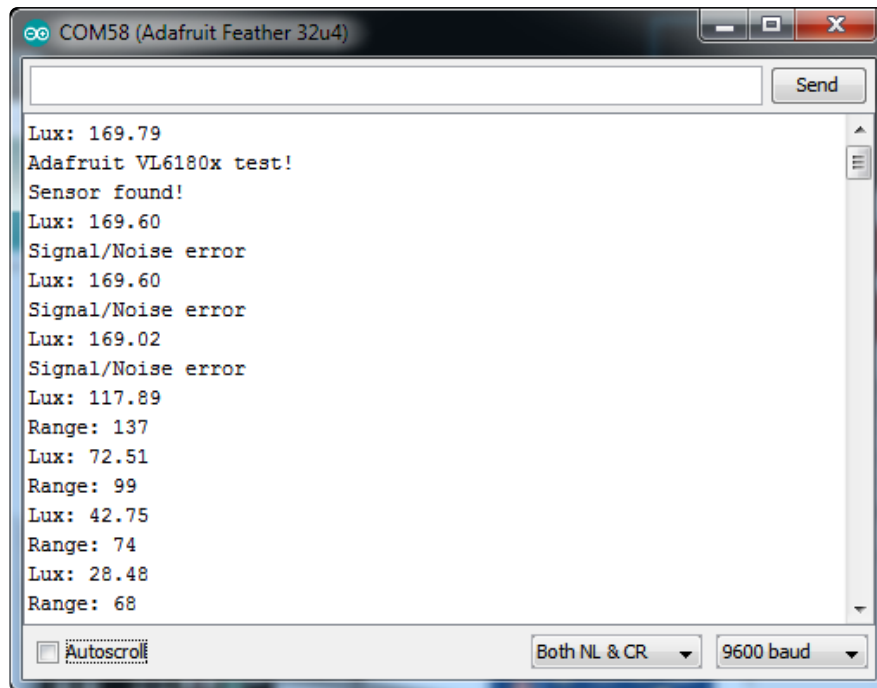 COM58 (Adafruit Feather 32u4)
Send
Lux: 169.79
Adafruit VL6180x test!
Sensor found!
Lux: 169.60
Signal/Noise error
Lux: 169.60
Signal/Noise error
Lux: 169.02
Signal/Noise error
Lux: 117.89
Range: 137
Lux: 72.51
Range: 99
Lux: 42.75
Range: 74
Lux: 28.48
Range: 68
Autoscroll Both NL & CR 9600 baud